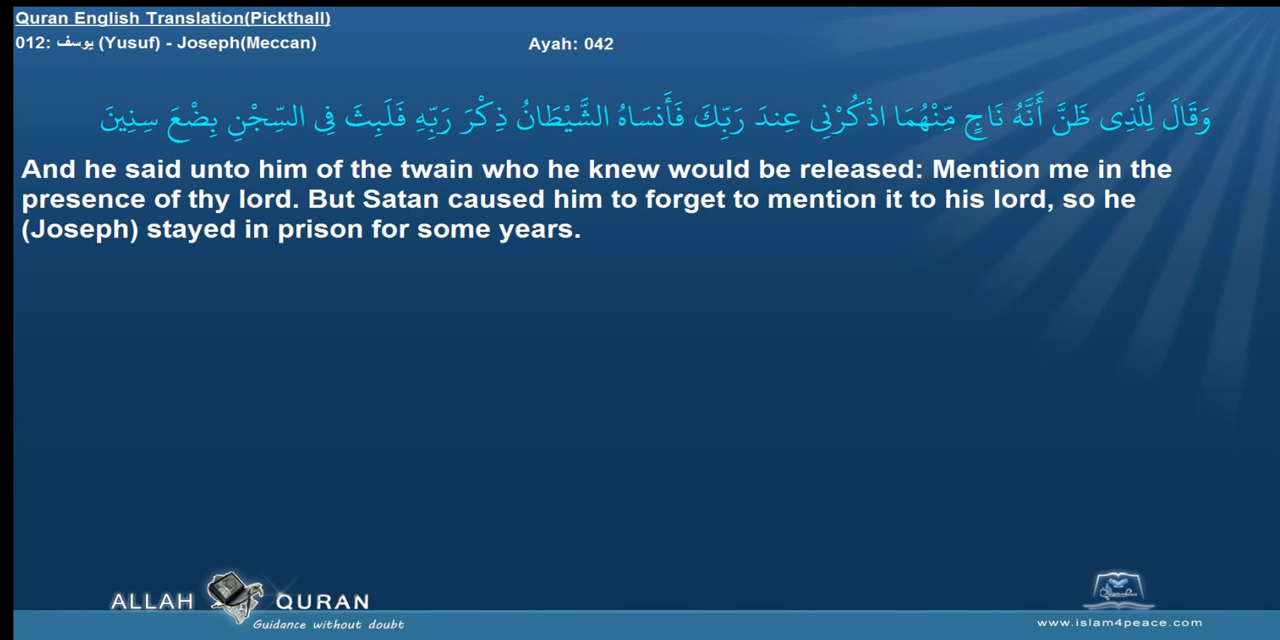 Quran English Translation(Pickthall)
012: يوسف (Yusuf) - Joseph(Meccan)
Ayah: 042
وَقَالَ لِلَّذِى ظَنَّ أَنَّهُ نَاجٍ مِّنْهُمَا اذْكُرْنِى عِندَ رَبِّكَ فَأَنسَاهُ الشَّيْطَانُ ذِكْرَ رَبِّهِ فَلَبِثَ فِى السِّجْنِ بِضْعَ سِنِينَ
And he said unto him of the twain who he knew would be released: Mention me in the
presence of thy lord. But Satan caused him to forget to mention it to his lord, so he
(Joseph) stayed in prison for some years.
ALLAH QURAN
Guidance without doubt
www.islam4peace.com